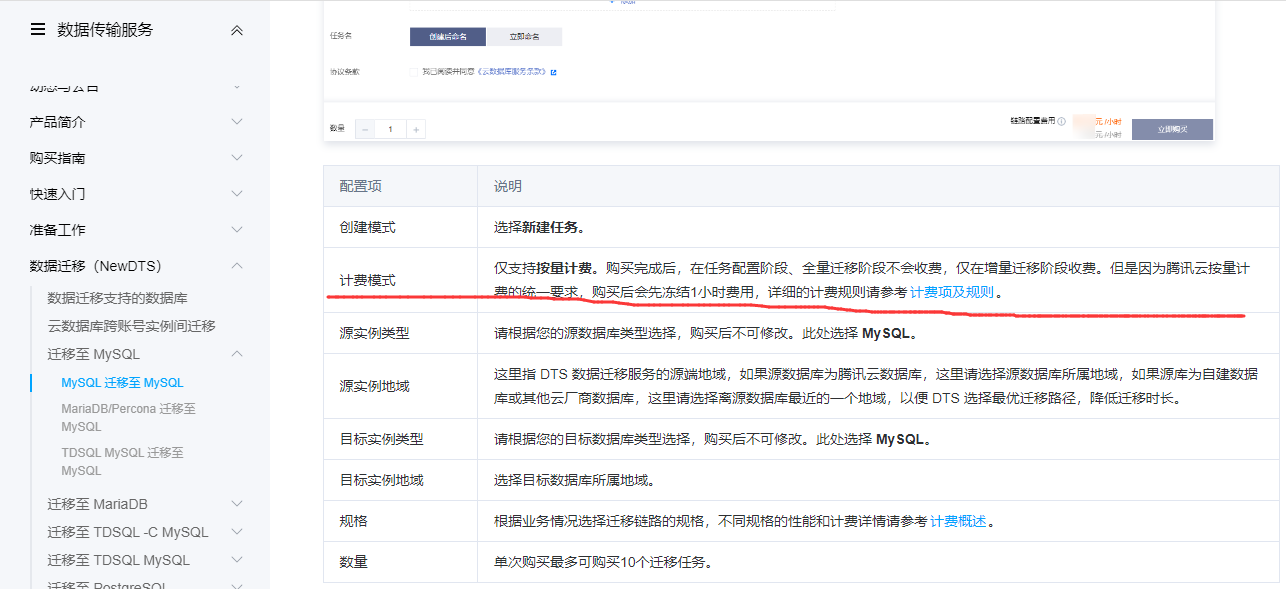 数据传输服务
动态与公告
产品简介
购买指南
快速入门
准备工作
数据迁移（NewDTS）
数据迁移支持的数据库
云数据库跨账号实例间迁移
迁移至 MySQL
MySQL 迁移至 MySQL
MariaDB/Percona 迁移至
MySQL
TDSQL MySQL 迁移至
MySQL
迁移至 MariaDB
迁移至 TDSQL -C MySQL
迁移至 TDSQL MySQL
迁移至 PostgreSQL
任务名
创建后命名
立即命名
协议条款
我已阅读并同意《云数据库服务条款》
数量
－ 1 ＋
链路配置费用
元/小时
元/小时
立即购买
配置项
说明
创建模式
选择新建任务。
计费模式
仅支持按量计费。购买完成后，在任务配置阶段、全量迁移阶段不会收费，仅在增量迁移阶段收费。但是因为腾讯云按量计
费的统一要求，购买后会先冻结1小时费用，详细的计费规则请参考 计费项及规则。
源实例类型
请根据您的源数据库类型选择，购买后不可修改。此处选择 MySQL。
源实例地域
这里指 DTS 数据迁移服务的源端地域，如果源数据库为腾讯云数据库，这里请选择源数据库所属地域，如果源库为自建数据
库或其他云厂商数据库，这里请选择离源数据库最近的一个地域，以便 DTS 选择最优迁移路径，降低迁移时长。
目标实例类型
请根据您的目标数据库类型选择，购买后不可修改。此处选择 MySQL。
目标实例地域
选择目标数据库所属地域。
规格
根据业务情况选择迁移链路的规格，不同规格的性能和计费详情请参考 计费概述。
数量
单次购买最多可购买10个迁移任务。